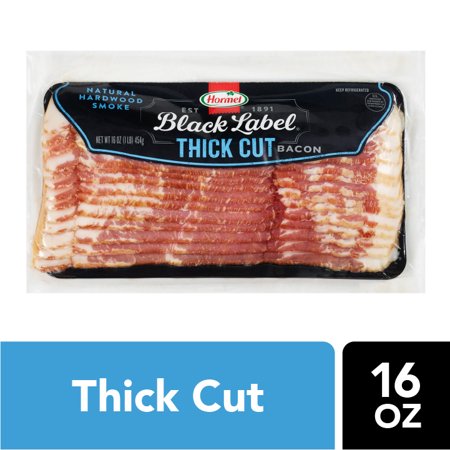 NATURAL
HARDWOOD
SMOKE
Hormel
EST 1891
Black Label®
THICK CUT
BACON
NET WT 16 OZ (1 LB) 454g
KEEP REFRIGERATED
Thick Cut
16
OZ